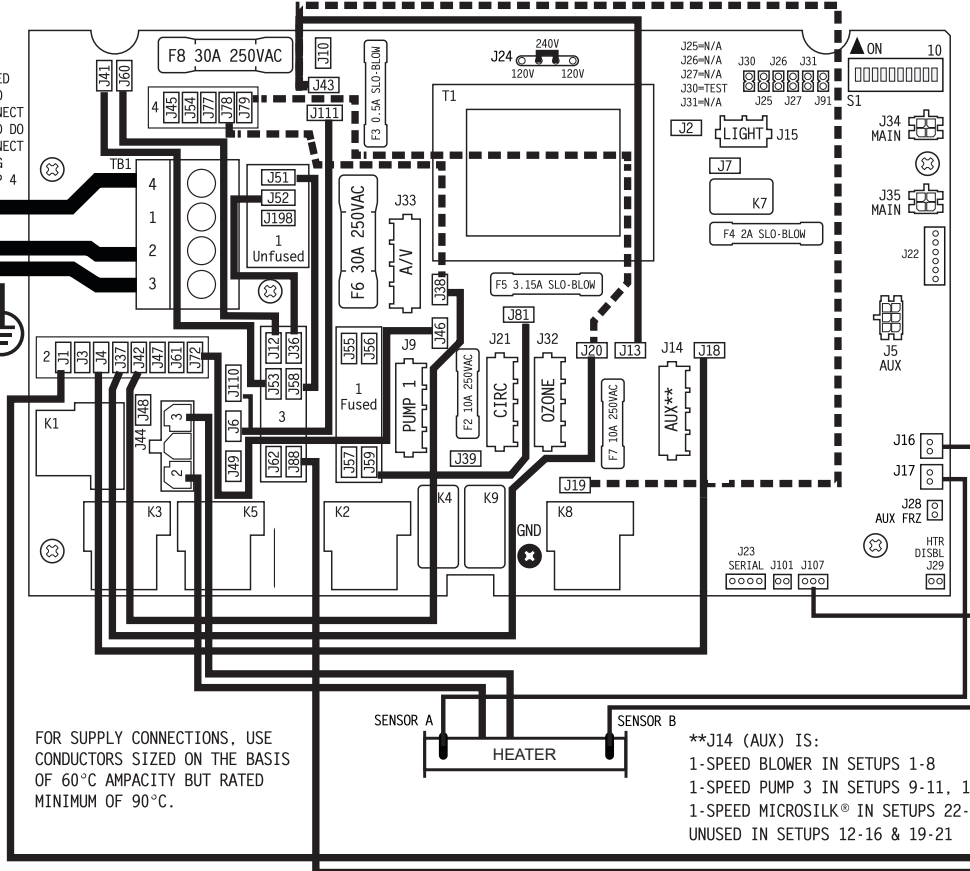 F8 30A 250VAC
J10
J43
F3 0.5A SLO-BLOW
J24
240V
120V
120V
J25=N/A
J26=N/A
J27=N/A
J30=TEST
J31=N/A
J30
J26
J31
J25
J27
J91
ON
10
S1
J41
J60
4
J45
J54
J77
J78
J79
J111
T1
J2
LIGHT
J15
J34
MAIN
NECT
DO
NECT
4
TB1
4
1
2
3
J51
J52
J198
1
Unfused
F6 30A 250VAC
J33
A/V
J7
K7
F4 2A SLO-BLOW
J35
MAIN
J22
J38
F5 3.15A SLO-BLOW
J81
J46
J5
AUX
2
J1
J3
J4
J37
J42
J47
J61
J72
J12
J36
J55
J56
J9
PUMP 1
F2 10A 250VAC
J21
CIRC
J32
OZONE
J20
J13
J14
AUX**
J18
J110
J53
J58
3
1
Fused
F7 10A 250VAC
K1
J48
J44
3
2
J6
J49
J62
J88
J57
J59
J39
J19
J16
J17
J28
AUX FRZ
K3
K5
K2
K4
K9
GND
K8
J23
SERIAL
J101
J107
HTR
DISBL
J29
SENSOR A
SENSOR B
HEATER
FOR SUPPLY CONNECTIONS, USE
CONDUCTORS SIZED ON THE BASIS
OF 60°C AMPACITY BUT RATED
MINIMUM OF 90°C.
**J14 (AUX) IS:
1-SPEED BLOWER IN SETUPS 1-8
1-SPEED PUMP 3 IN SETUPS 9-11, 1
1-SPEED MICROSILK® IN SETUPS 22-
UNUSED IN SETUPS 12-16 & 19-21